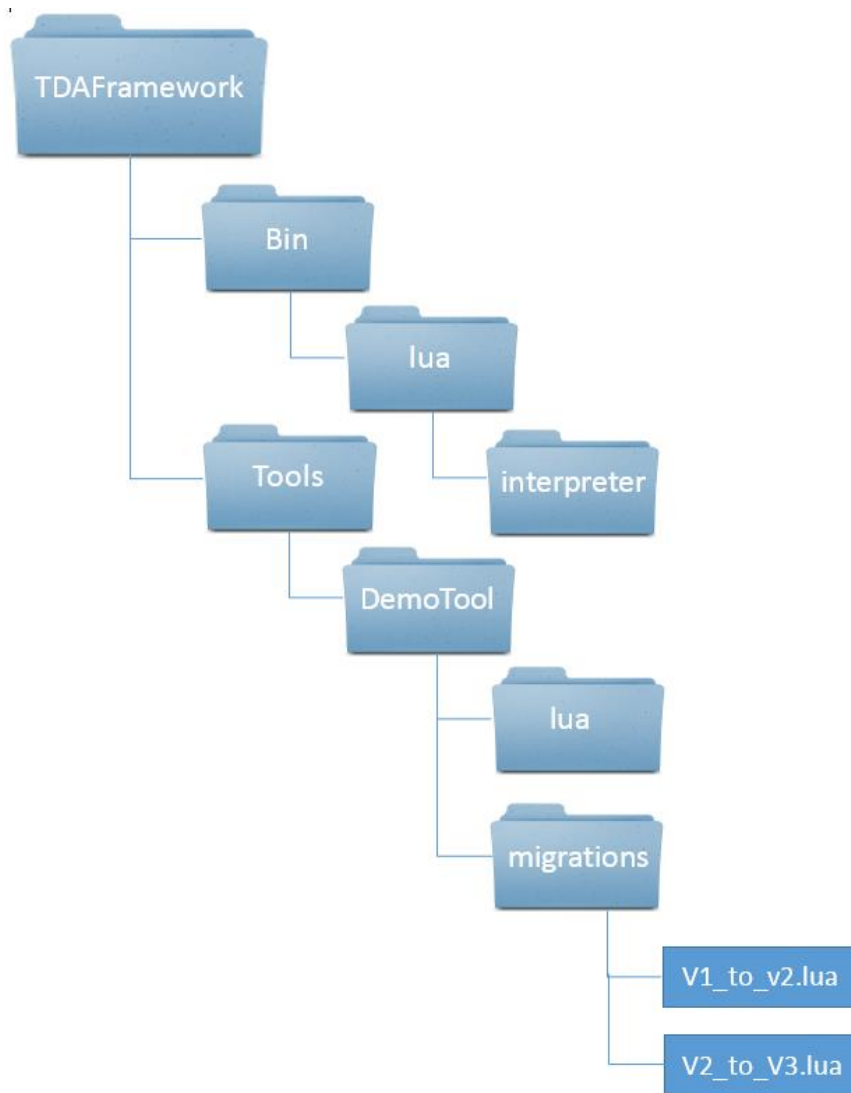 TDAFramework
Bin
lua
interpreter
Tools
DemoTool
lua
migrations
V1_to_v2.lua
V2_to_V3.lua